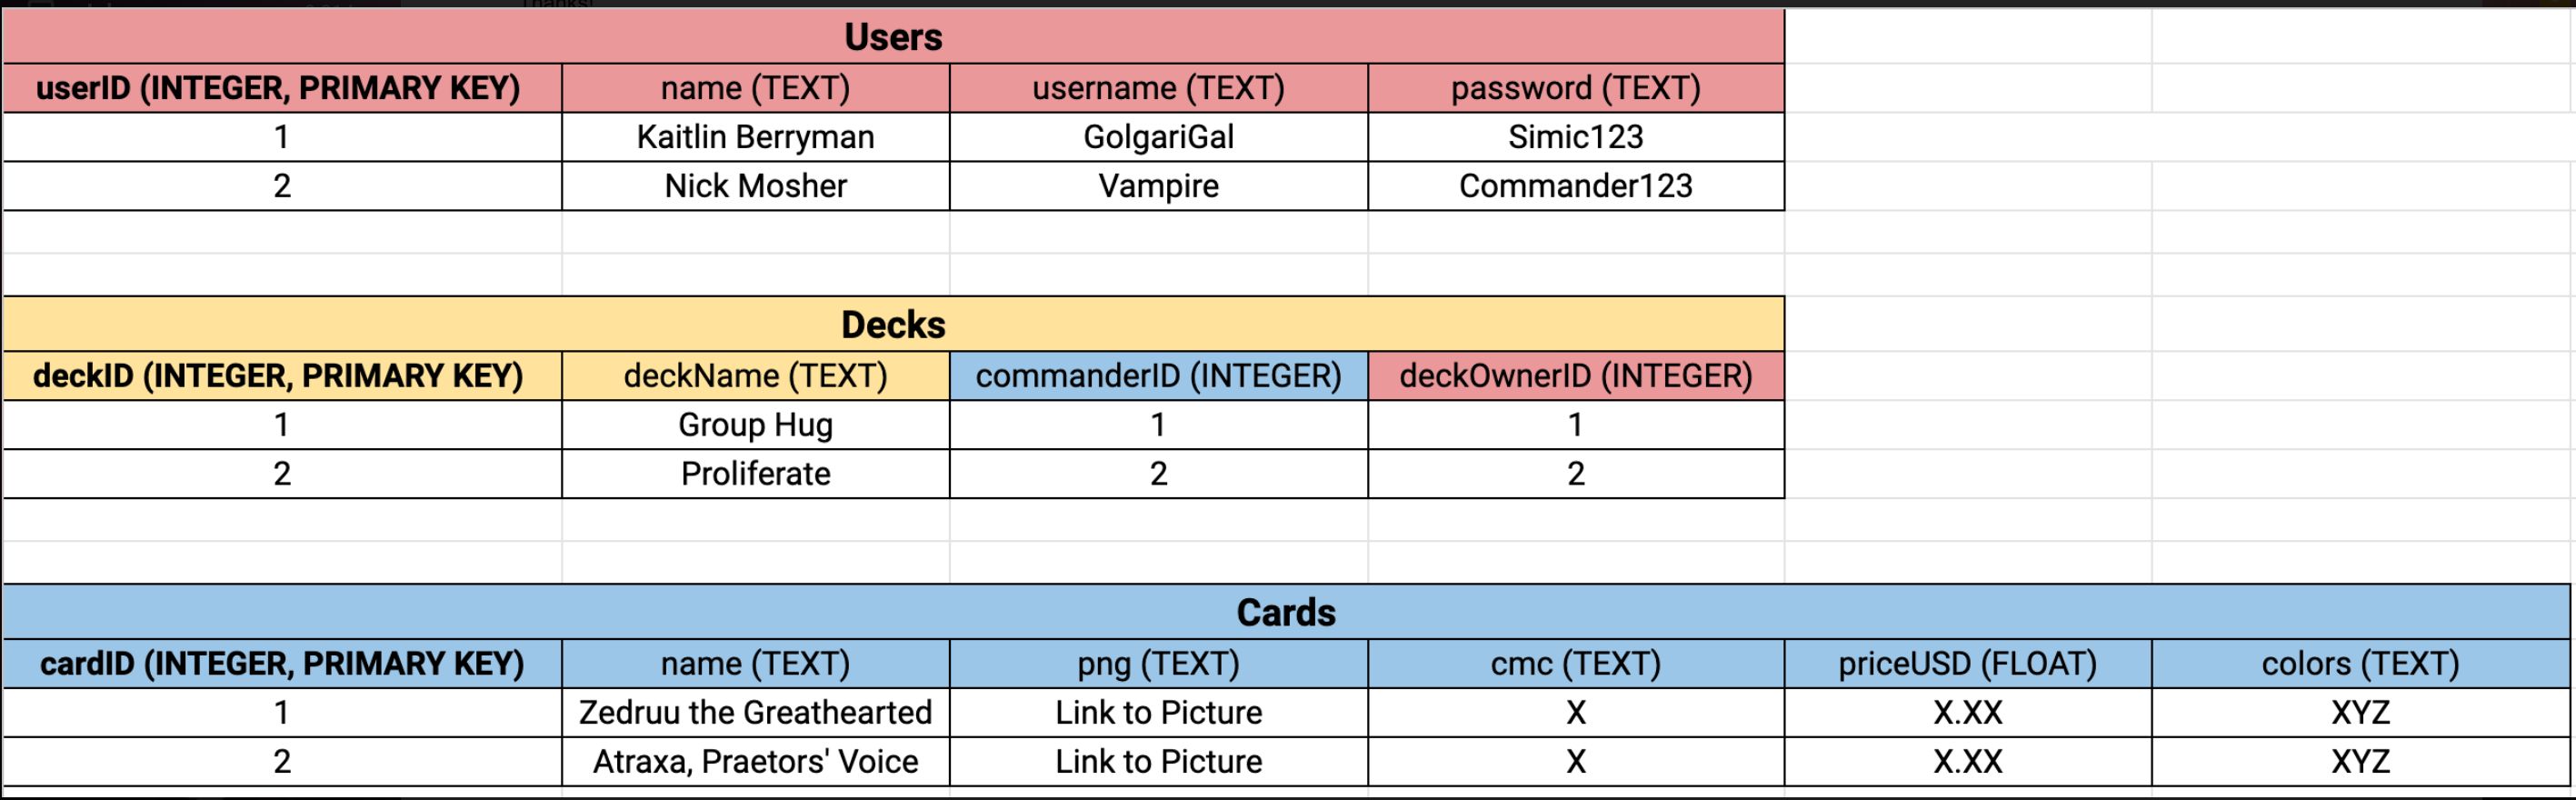 Thanks!
Users
userID (INTEGER, PRIMARY KEY) name (TEXT) username (TEXT) password (TEXT)
1 Kaitlin Berryman GolgariGal Simic123
2 Nick Mosher Vampire Commander123
Decks
deckID (INTEGER, PRIMARY KEY) deckName (TEXT) commanderID (INTEGER) deckOwnerID (INTEGER)
1 Group Hug 1 1
2 Proliferate 2 2
Cards
cardID (INTEGER, PRIMARY KEY) name (TEXT) png (TEXT) cmc (TEXT) priceUSD (FLOAT) colors (TEXT)
1 Zedruu the Greathearted Link to Picture X X.XX XYZ
2 Atraxa, Praetors' Voice Link to Picture X X.XX XYZ